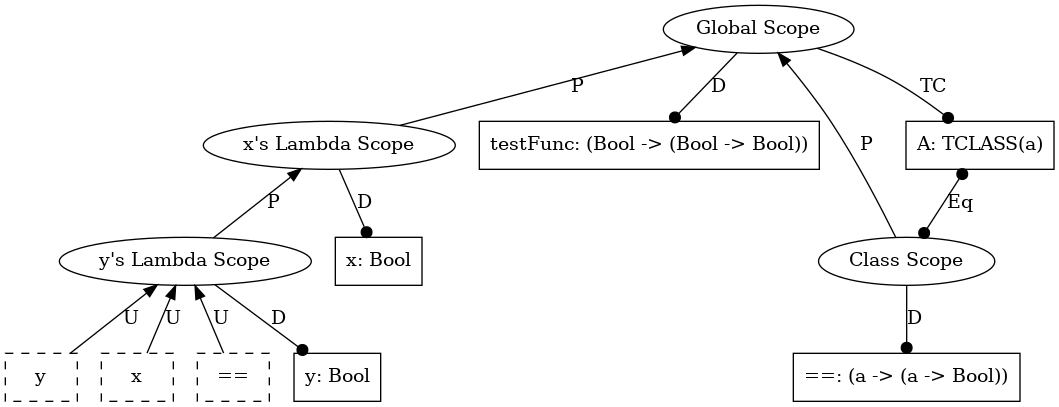 Global Scope
P
D
TC
x's Lambda Scope
testFunc: (Bool -> (Bool -> Bool))
P
A: TCLASS(a)
P
D
Eq
y's Lambda Scope
x: Bool
Class Scope
U
U
U
D
D
y
x
==
y: Bool
==: (a -> (a -> Bool))